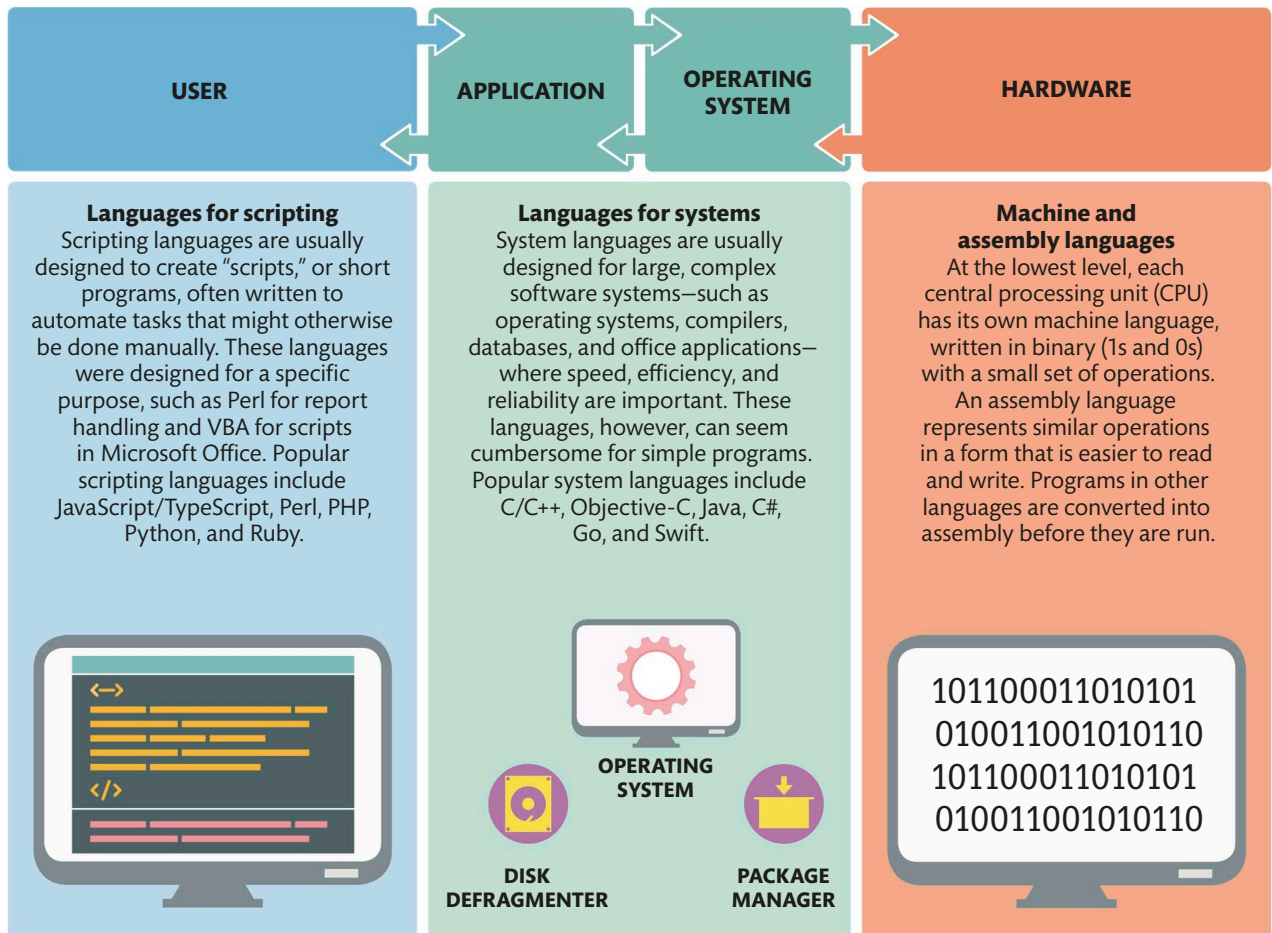 USER
APPLICATION
OPERATING
SYSTEM
HARDWARE
Languages for scripting
Scripting languages are usually
designed to create “scripts,” or short
programs, often written to
automate tasks that might otherwise
be done manually. These languages
were designed for a specific
purpose, such as Perl for report
handling and VBA for scripts
in Microsoft Office. Popular
scripting languages include
JavaScript/TypeScript, Perl, PHP,
Python, and Ruby.
<-->
</>
Languages for systems
System languages are usually
designed for large, complex
software systems—such as
operating systems, compilers,
databases, and office applications—
where speed, efficiency, and
reliability are important. These
languages, however, can seem
cumbersome for simple programs.
Popular system languages include
C/C++, Objective-C, Java, C#,
Go, and Swift.
OPERATING
SYSTEM
DISK
DEFRAGMENTER
PACKAGE
MANAGER
Machine and
assembly languages
At the lowest level, each
central processing unit (CPU)
has its own machine language,
written in binary (1s and 0s)
with a small set of operations.
An assembly language
represents similar operations
in a form that is easier to read
and write. Programs in other
languages are converted into
assembly before they are run.
101100011010101
010011001010110
101100011010101
010011001010110